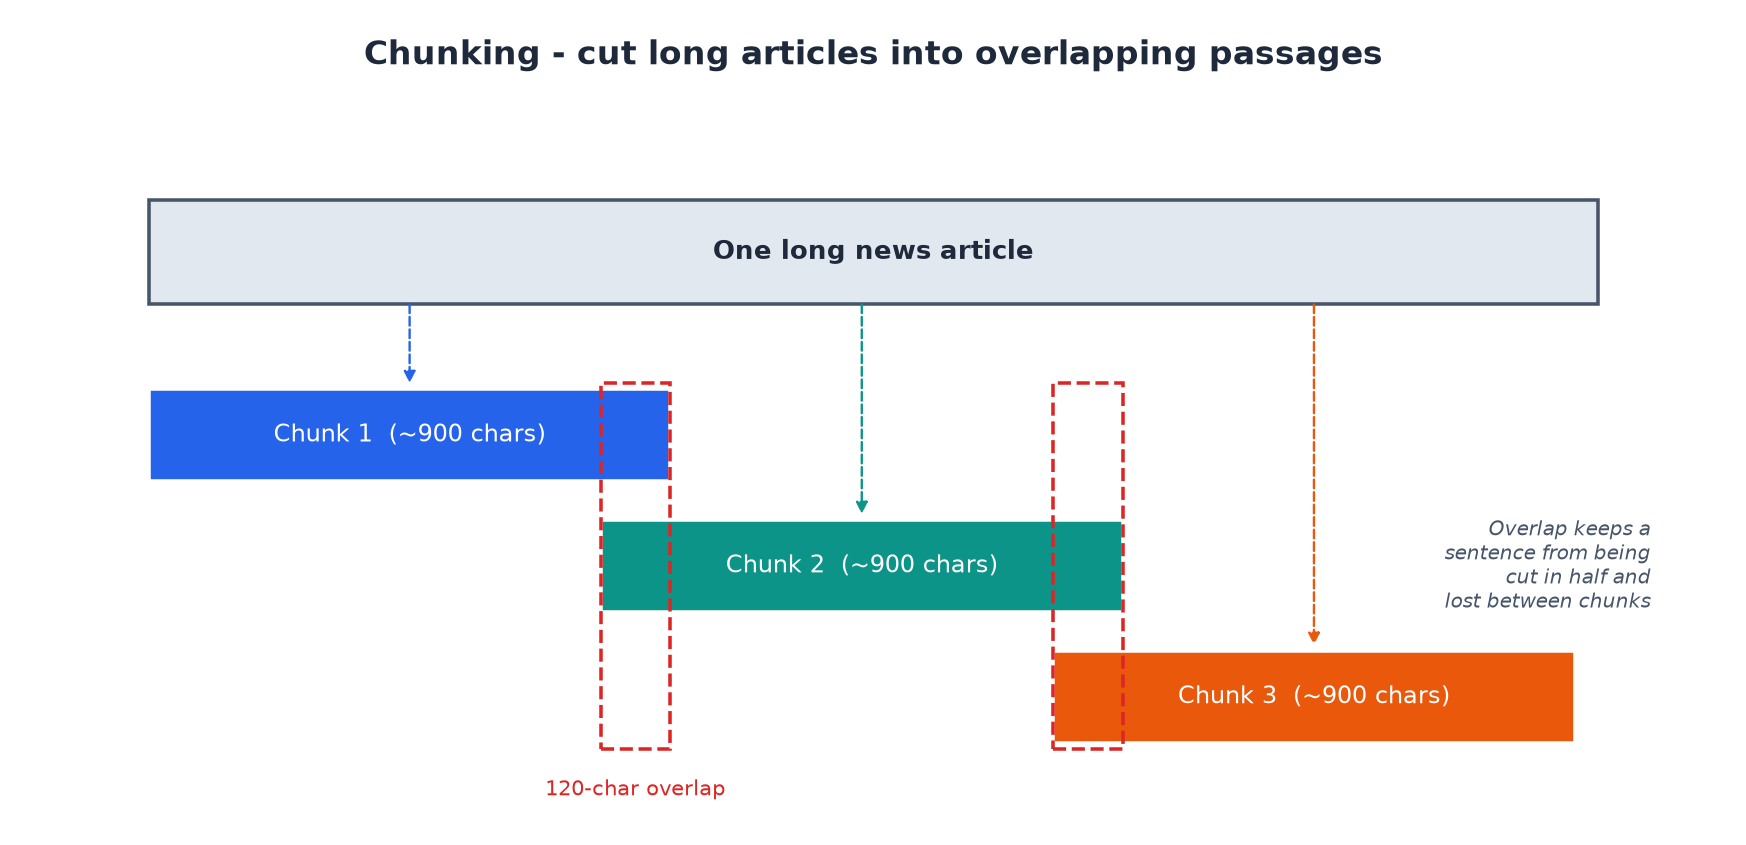 Chunking - cut long articles into overlapping passages
One long news article
Chunk 1  (~900 chars)
Chunk 2  (~900 chars)
Overlap keeps a
sentence from being
cut in half and
lost between chunks
Chunk 3  (~900 chars)
120-char overlap